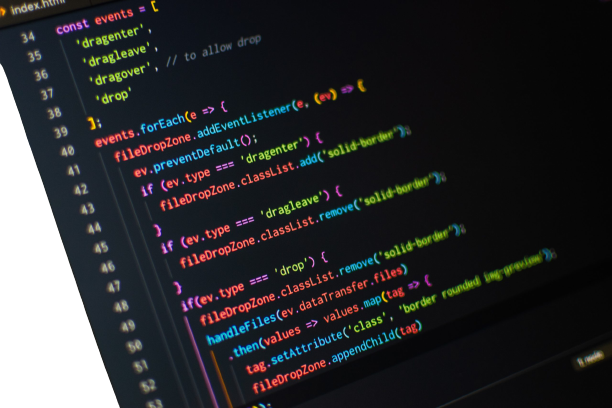 index.html
34 const events = [
35 'dragenter',
36 'dragleave',
37 'dragover', // to allow drop
38 'drop'
39 ];
40 events.forEach(e => {
41 fileDropZone.addEventListener(e, (ev) => {
42 ev.preventDefault();
43 if (ev.type === 'dragenter') {
44 fileDropZone.classList.add('solid-border');
45 }
46 if (ev.type === 'dragleave') {
47 fileDropZone.classList.remove('solid-border');
48 }
49 if(ev.type === 'drop') {
50 fileDropZone.classList.remove('solid-border');
51 handleFiles(ev.dataTransfer.files)
52 .then(values => values.map(tag => {
53 tag.setAttribute('class', 'border rounded img-preview');
fileDropZone.appendChild(tag)
});